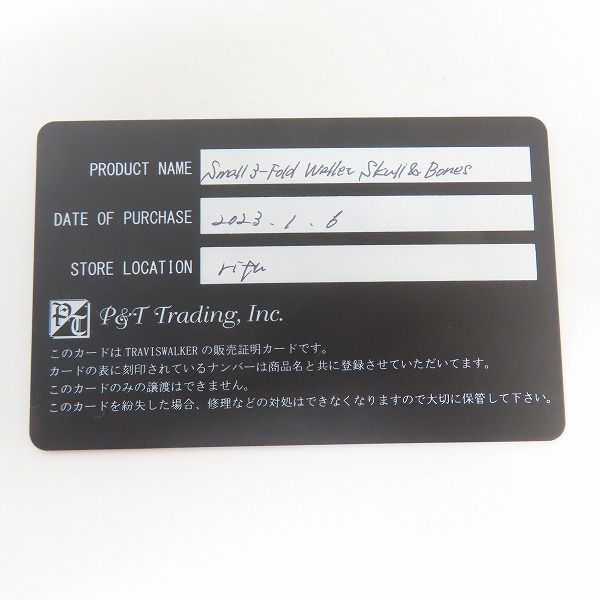 PRODUCT NAME Small 3-Fold Wallet Skull & Bones
DATE OF PURCHASE 2023.1.6
STORE LOCATION rifu
PT P&T Trading, Inc.
このカードはTRAVISWALKERの販売証明カードです。
カードの表に刻印されているナンバーは商品名と共に登録させていただいてます。
このカードのみの譲渡はできません。
このカードを紛失した場合、修理などの対処はできなくなりますので大切に保管して下さい。